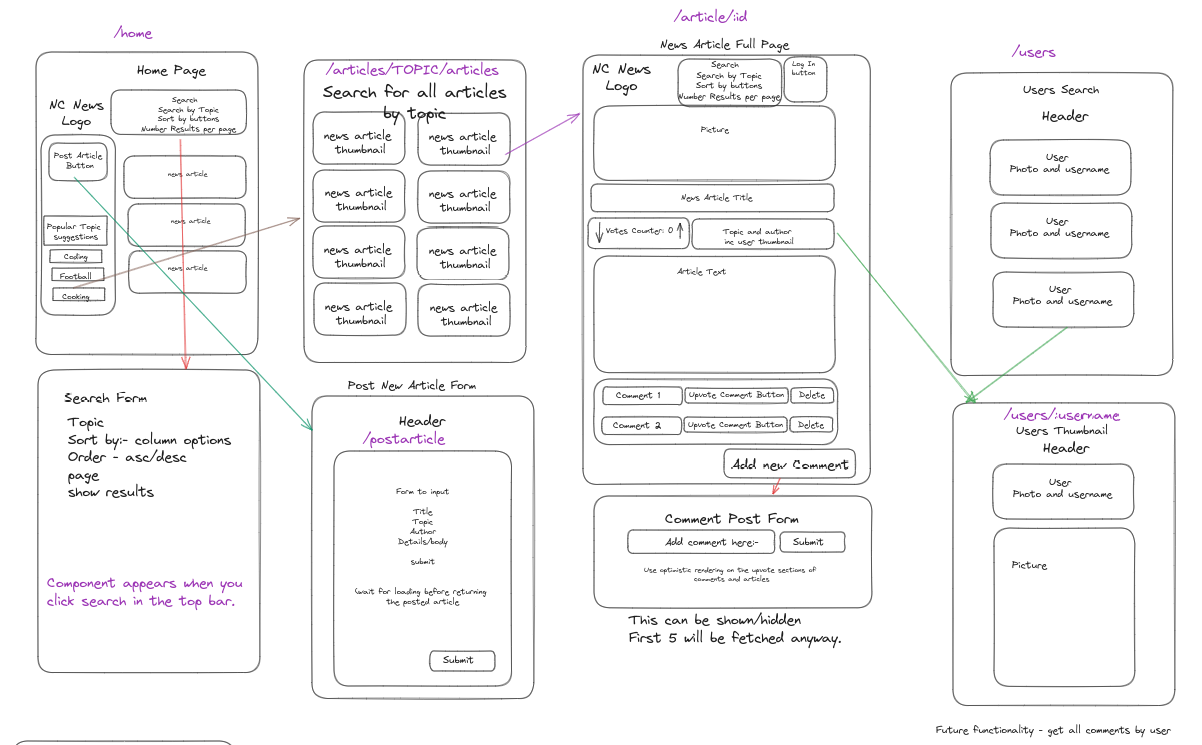 /home
Home Page
NC News
Logo
Search
Search by Topic
Sort by buttons
Number Results per page
Post Article
Button
news article
news article
news article
Popular Topic
suggestions
Coding
Football
Cooking
Search Form
Topic
Sort by:- column options
Order - asc/desc
page
show results
Component appears when you
click search in the top bar.
/articles/TOPIC/articles
Search for all articles
by topic
news article
thumbnail
news article
thumbnail
news article
thumbnail
news article
thumbnail
news article
thumbnail
news article
thumbnail
news article
thumbnail
news article
thumbnail
Post New Article Form
Header
/postarticle
Form to input
Title
Topic
Author
Details/body
submit
(wait for loading before returning
the posted article
Submit
/article/:id
News Article Full Page
NC News
Logo
Search
Search by Topic
Sort by buttons
Number Results per page
Log In
button
Picture
News Article Title
Votes Counter: 0
Topic and author
inc user thumbnail
Article Text
Comment 1
Upvote Comment Button
Delete
Comment 2
Upvote Comment Button
Delete
Add new Comment
Comment Post Form
Add comment here:-
Submit
Use optimistic rendering on the upvote sections of
comments and articles
This can be shown/hidden
First 5 will be fetched anyway.
/users
Users Search
Header
User
Photo and username
User
Photo and username
User
Photo and username
/users/:username
Users Thumbnail
Header
User
Photo and username
Picture
Future functionality - get all comments by user